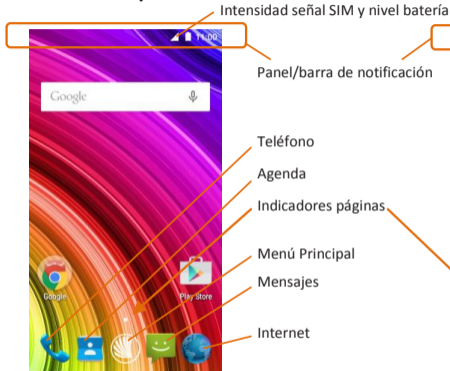 Intensidad señal SIM y nivel batería
11:00
Panel/barra de notificación
Google
Teléfono
Agenda
Indicadores páginas
Menú Principal
Mensajes
Google
Play Store
Internet